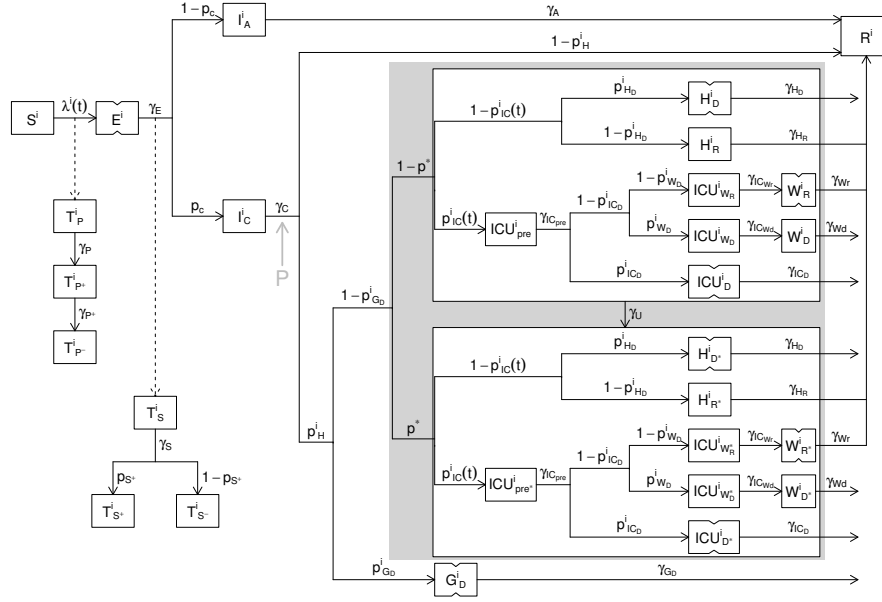 1−p_c I^i_A γ_A R^i
1−p^i_H
p^i_{H_D} H^i_D γ_{H_D}
S^i λ^i(t) E^i γ_E 1−p^i_{IC}(t)
1−p^i_{H_D} H^i_R γ_{H_R}
1−p^*
1−p^i_{W_D} ICU^i_{W_R} γ_{IC_{Wr}} W^i_R γ_{Wr}
T^i_P p_c I^i_C γ_C p^i_{IC}(t) ICU^i_{pre} γ_{IC_{pre}} 1−p^i_{IC_D}
p^i_{W_D} ICU^i_{W_D} γ_{IC_{Wd}} W^i_D γ_{Wd}
γ_P
T^i_{P^+} P 1−p^i_{G_D} p^i_{IC_D} ICU^i_D γ_{IC_D}
γ_{P^+} γ_U
T^i_{P^-} p^i_{H_D} H^i_{D^*} γ_{H_D}
1−p^i_{IC}(t)
1−p^i_{H_D} H^i_{R^*} γ_{H_R}
T^i_S p^i_H p^*
γ_S 1−p^i_{W_D} ICU^i_{W^*_R} γ_{IC_{Wr}} W^i_{R^*} γ_{Wr}
p_{S^+} 1−p_{S^+} p^i_{IC}(t) ICU^i_{pre^*} γ_{IC_{pre}} 1−p^i_{IC_D}
p^i_{W_D} ICU^i_{W^*_D} γ_{IC_{Wd}} W^i_{D^*} γ_{Wd}
T^i_{S^+} T^i_{S^-}
p^i_{IC_D} ICU^i_{D^*} γ_{IC_D}
p^i_{G_D} G^i_D γ_{G_D}